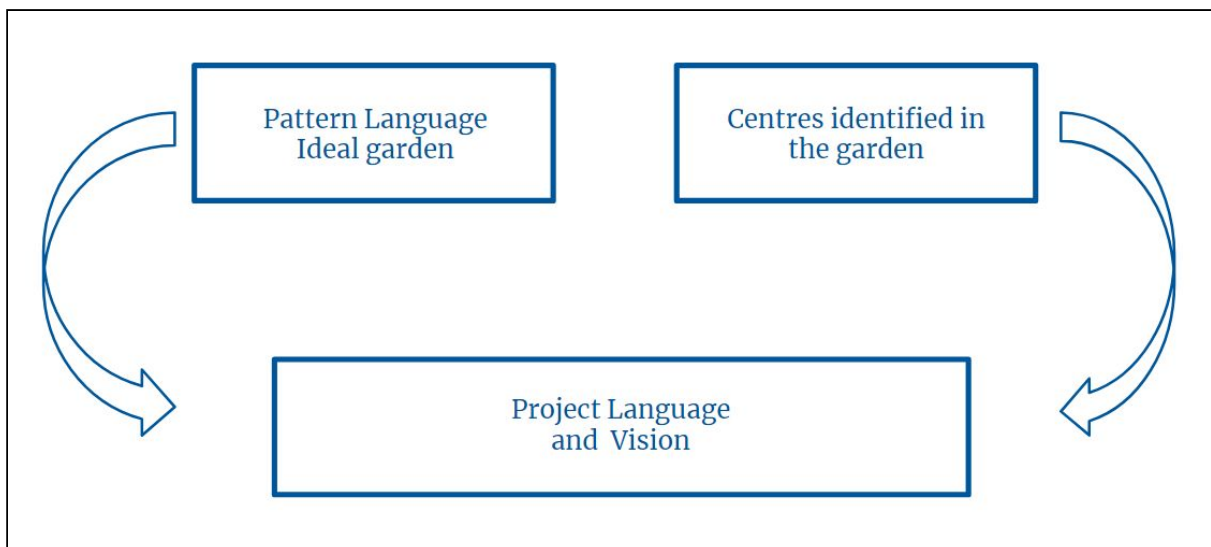 Pattern Language
Ideal garden
Centres identified in
the garden
Project Language
and Vision